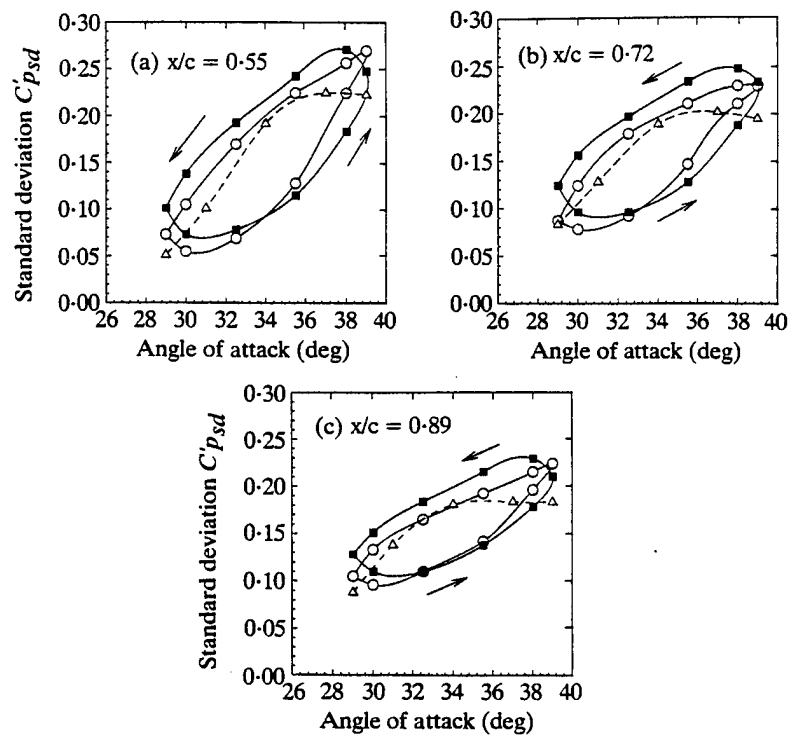 0·30
0·25
0·20
0·15
0·10
0·05
0·00
Standard deviation C'psd
(a) x/c = 0·55
26 28 30 32 34 36 38 40
Angle of attack (deg)
0·30
0·25
0·20
0·15
0·10
0·05
0·00
(b) x/c = 0·72
26 28 30 32 34 36 38 40
Angle of attack (deg)
0·30
0·25
0·20
0·15
0·10
0·05
0·00
Standard deviation C'psd
(c) x/c = 0·89
26 28 30 32 34 36 38 40
Angle of attack (deg)